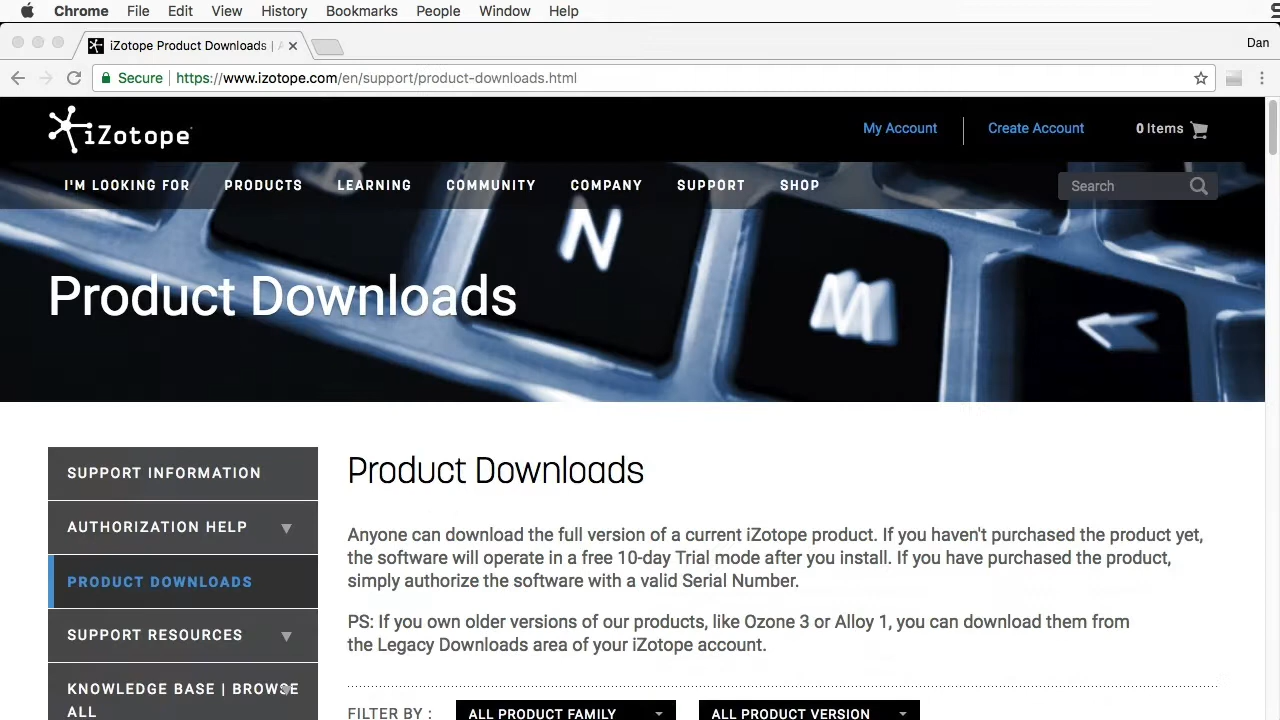 Chrome File Edit View History Bookmarks People Window Help
iZotope Product Downloads |
Dan
Secure https://www.izotope.com/en/support/product-downloads.html
iZotope
My Account
Create Account
0 Items
I'M LOOKING FOR PRODUCTS LEARNING COMMUNITY COMPANY SUPPORT SHOP
Search
N
M
Product Downloads
SUPPORT INFORMATION
AUTHORIZATION HELP
PRODUCT DOWNLOADS
SUPPORT RESOURCES
KNOWLEDGE BASE | BROWSE
ALL
Product Downloads
Anyone can download the full version of a current iZotope product. If you haven't purchased the product yet,
the software will operate in a free 10-day Trial mode after you install. If you have purchased the product,
simply authorize the software with a valid Serial Number.
PS: If you own older versions of our products, like Ozone 3 or Alloy 1, you can download them from
the Legacy Downloads area of your iZotope account.
FILTER BY : ALL PRODUCT FAMILY ALL PRODUCT VERSION